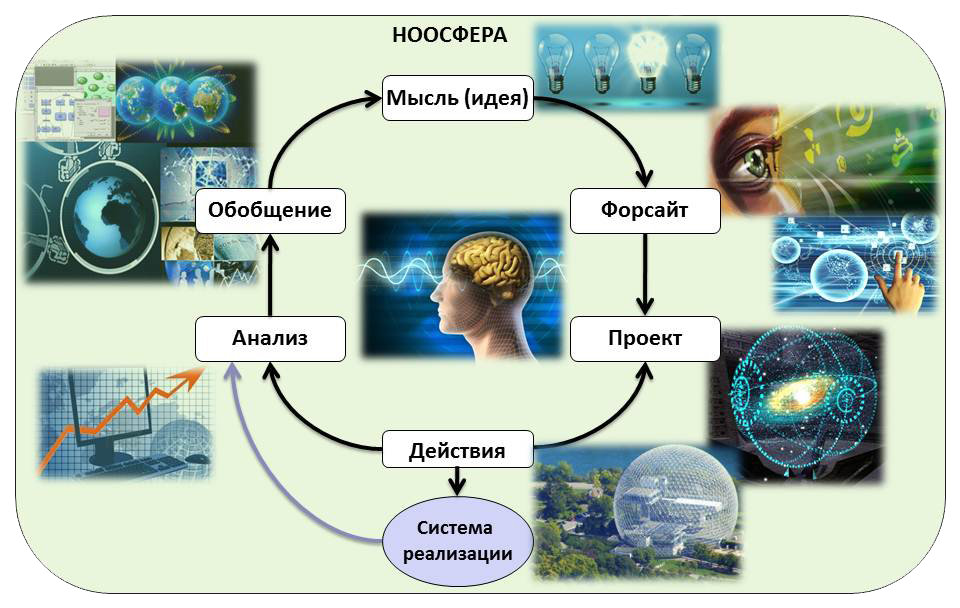 НООСФЕРА
Мысль (идея)
Обобщение
Форсайт
Анализ
Проект
Действия
Система
реализации